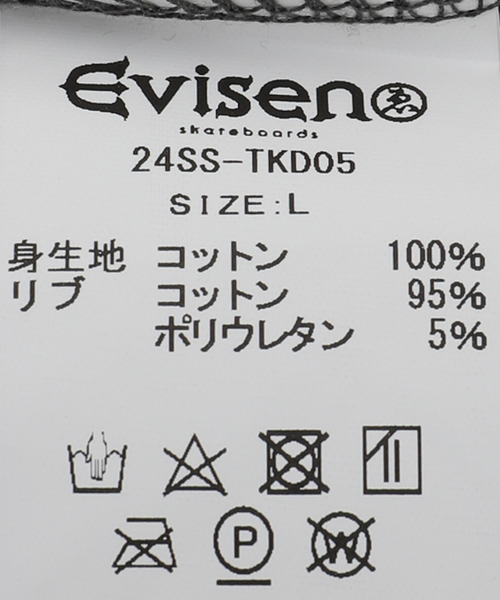 Evisen ゑ
skateboards
24SS-TKD05
SIZE:L
身生地 コットン 100%
リブ コットン 95%
ポリウレタン 5%
P W